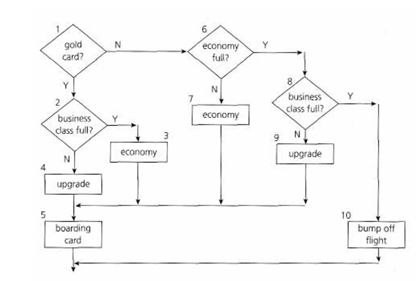 1
gold
card?
N
Y
6
economy
full?
Y
N
2
business
class full?
Y
N
3
economy
7
economy
8
business
class full?
Y
N
9
upgrade
4
upgrade
5
boarding
card
10
bump off
flight